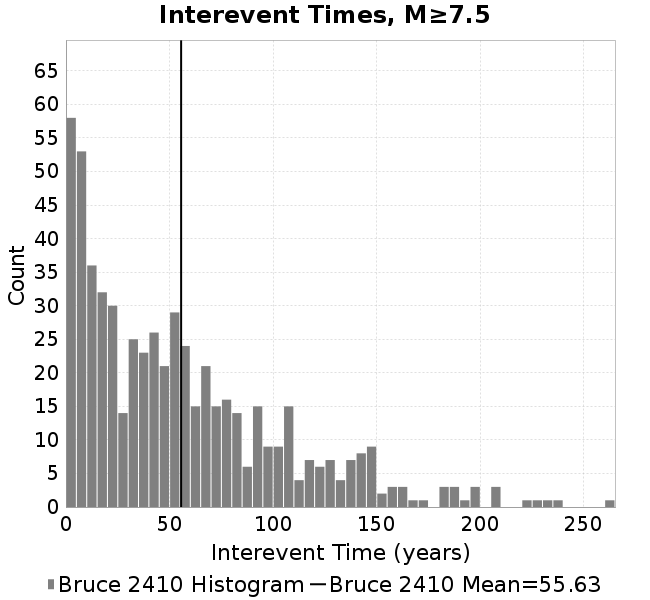 Interevent Times, M≥7.5
65
60
55
50
45
40
35
30
25
20
15
10
5
0
Count
0 50 100 150 200 250
Interevent Time (years)
Bruce 2410 Histogram Bruce 2410 Mean=55.63